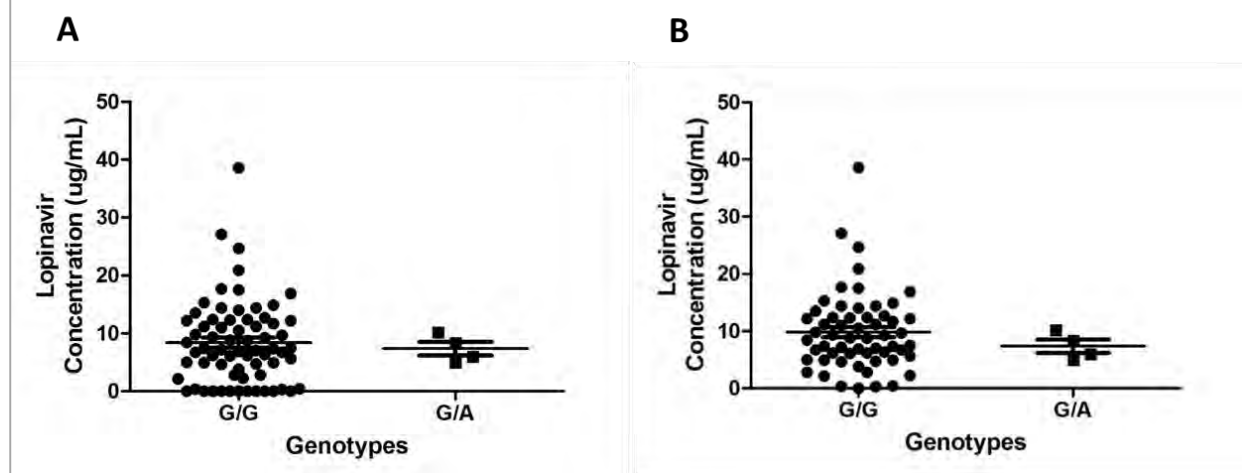 A
B
50
40
30
20
10
0
Lopinavir
Concentration (ug/mL)
G/G
G/A
Genotypes
50
40
30
20
10
0
Lopinavir
Concentration (ug/mL)
G/G
G/A
Genotypes